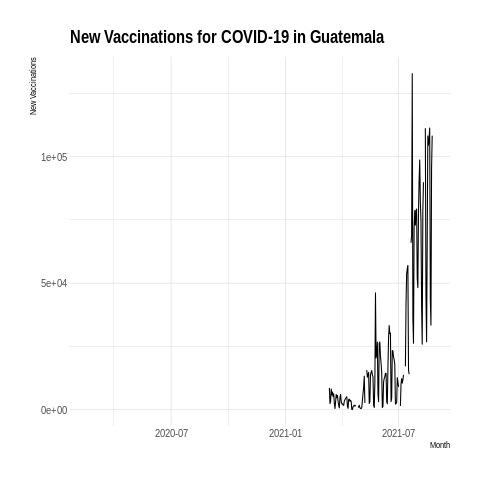 New Vaccinations for COVID-19 in Guatemala
New Vaccinations
1e+05
5e+04
0e+00
2020-07
2021-01
2021-07
Month